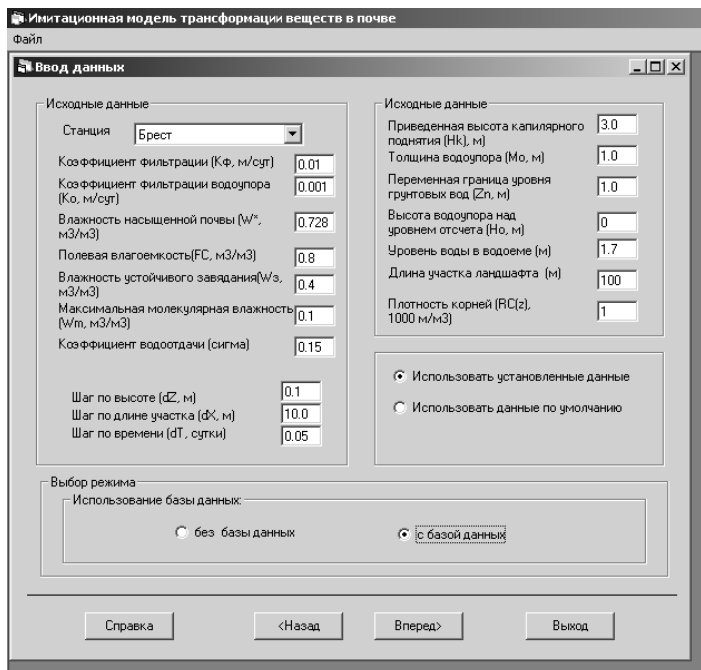 Имитационная модель трансформации веществ в почве
Файл
Ввод данных
Исходные данные
Станция Брест
Коэффициент фильтрации (Кф, м/сут) 0.01
Коэффициент фильтрации водоупора (Ко, м/сут) 0.001
Влажность насыщенной почвы (W*, м3/м3) 0.728
Полевая влагоемкость(FC, м3/м3) 0.8
Влажность устойчивого завядания(Wз, м3/м3) 0.4
Максимальная молекулярная влажность (Wm, м3/м3) 0.1
Коэффициент водоотдачи (сигма) 0.15
Шаг по высоте (dZ, м) 0.1
Шаг по длине участка (dX, м) 10.0
Шаг по времени (dT, сутки) 0.05
Исходные данные
Приведенная высота капилярного поднятия (Hk), м 3.0
Толщина водоупора (Мо, м) 1.0
Переменная граница уровня грунтовых вод (Zn, м) 1.0
Высота водоупора над уровнем отсчета (Но, м) 0
Уровень воды в водоеме (м) 1.7
Длина участка ландшафта (м) 100
Плотность корней (RC(z), 1000 м/м3) 1
Использовать установленные данные
Использовать данные по умолчанию
Выбор режима
Использование базы данных:
без базы данных
с базой данных
Справка
<Назад
Вперед>
Выход